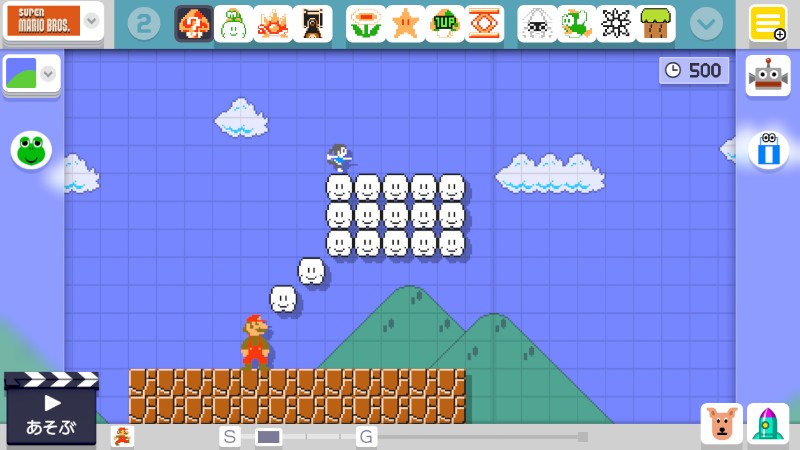 SUPER
MARIO BROS.
2
1UP
500
あそぶ
S
G